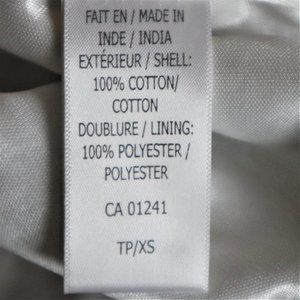 FAIT EN / MADE IN
INDE / INDIA
EXTÉRIEUR / SHELL:
100% COTTON/
COTTON
DOUBLURE / LINING:
100% POLYESTER /
POLYESTER
CA 01241
TP/XS